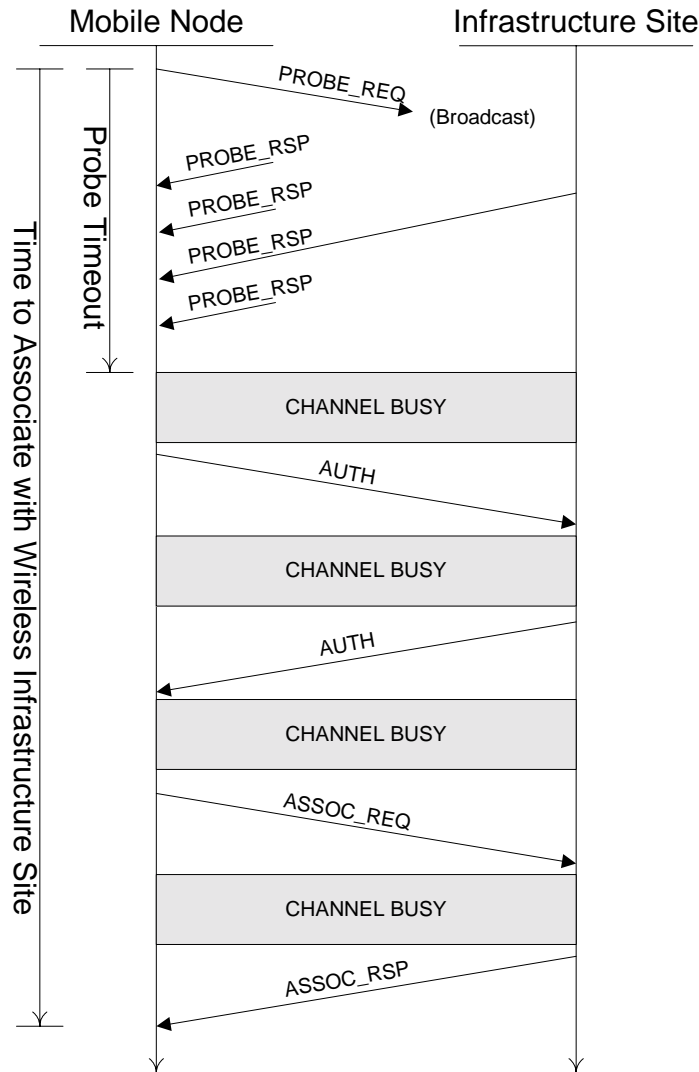 Mobile Node
Infrastructure Site
PROBE_REQ
(Broadcast)
PROBE_RSP
PROBE_RSP
PROBE_RSP
PROBE_RSP
Probe Timeout
Time to Associate with Wireless Infrastructure Site
CHANNEL BUSY
AUTH
CHANNEL BUSY
AUTH
CHANNEL BUSY
ASSOC_REQ
CHANNEL BUSY
ASSOC_RSP